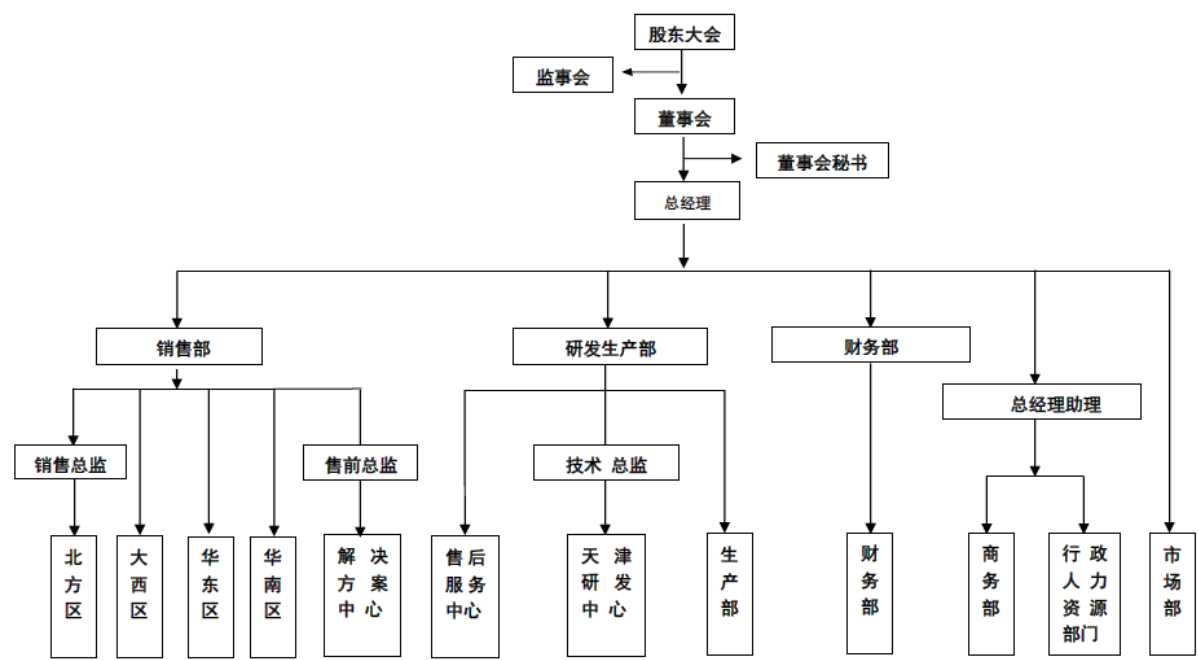 股东大会
监事会
董事会
董事会秘书
总经理
销售部
研发生产部
财务部
总经理助理
销售总监
售前总监
技术 总监
北
方
区
大
西
区
华
东
区
华
南
区
解 决
方 案
中 心
售 后
服 务
中心
天 津
研 发
中 心
生
产
部
财
务
部
商
务
部
行 政
人 力
资 源
部门
市
场
部